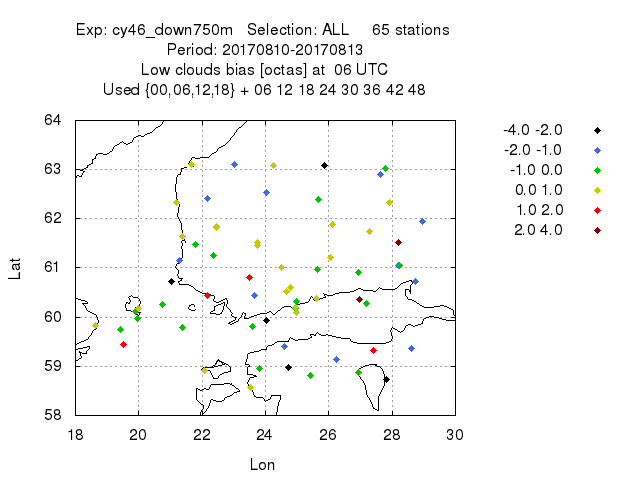 Exp: cy46_down750m   Selection: ALL     65 stations
Period: 20170810-20170813
Low clouds bias [octas] at  06 UTC
Used {00,06,12,18} + 06 12 18 24 30 36 42 48
64
63
62
61
60
59
58
Lat
18 20 22 24 26 28 30
Lon
-4.0 -2.0
-2.0 -1.0
-1.0 0.0
0.0 1.0
1.0 2.0
2.0 4.0